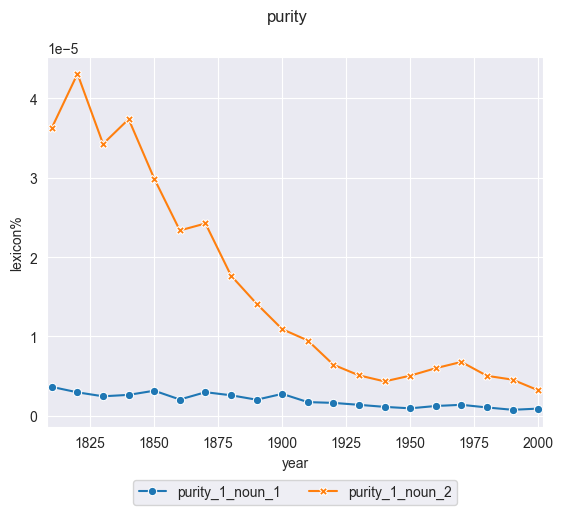 purity
1e−5
4
3
2
1
0
lexicon%
1825 1850 1875 1900 1925 1950 1975 2000
year
purity_1_noun_1 purity_1_noun_2